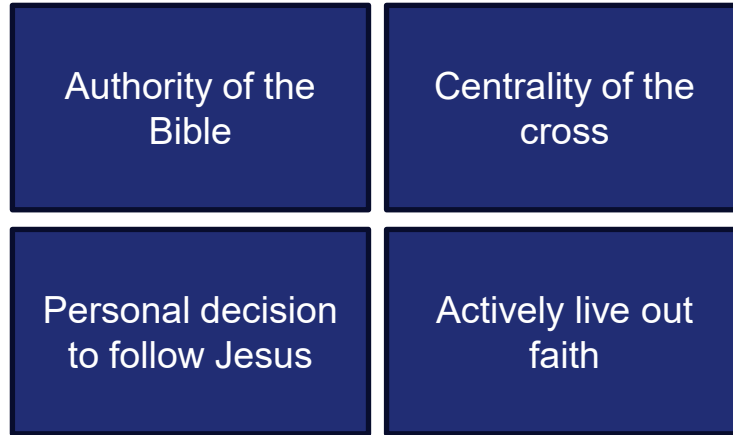 Authority of the
Bible
Centrality of the
cross
Personal decision
to follow Jesus
Actively live out
faith